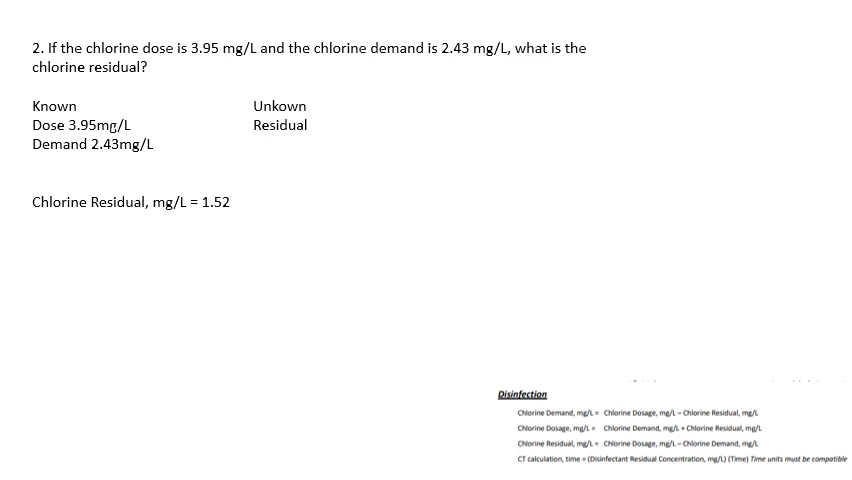 2. If the chlorine dose is 3.95 mg/L and the chlorine demand is 2.43 mg/L, what is the
chlorine residual?
Known
Unkown
Dose 3.95mg/L
Residual
Demand 2.43mg/L
Chlorine Residual, mg/L = 1.52
Disinfection
Chlorine Demand, mg/L = Chlorine Dosage, mg/L – Chlorine Residual, mg/L
Chlorine Dosage, mg/L = Chlorine Demand, mg/L + Chlorine Residual, mg/L
Chlorine Residual, mg/L = Chlorine Dosage, mg/L – Chlorine Demand, mg/L
CT calculation, time = (Disinfectant Residual Concentration, mg/L) (Time) Time units must be compatible